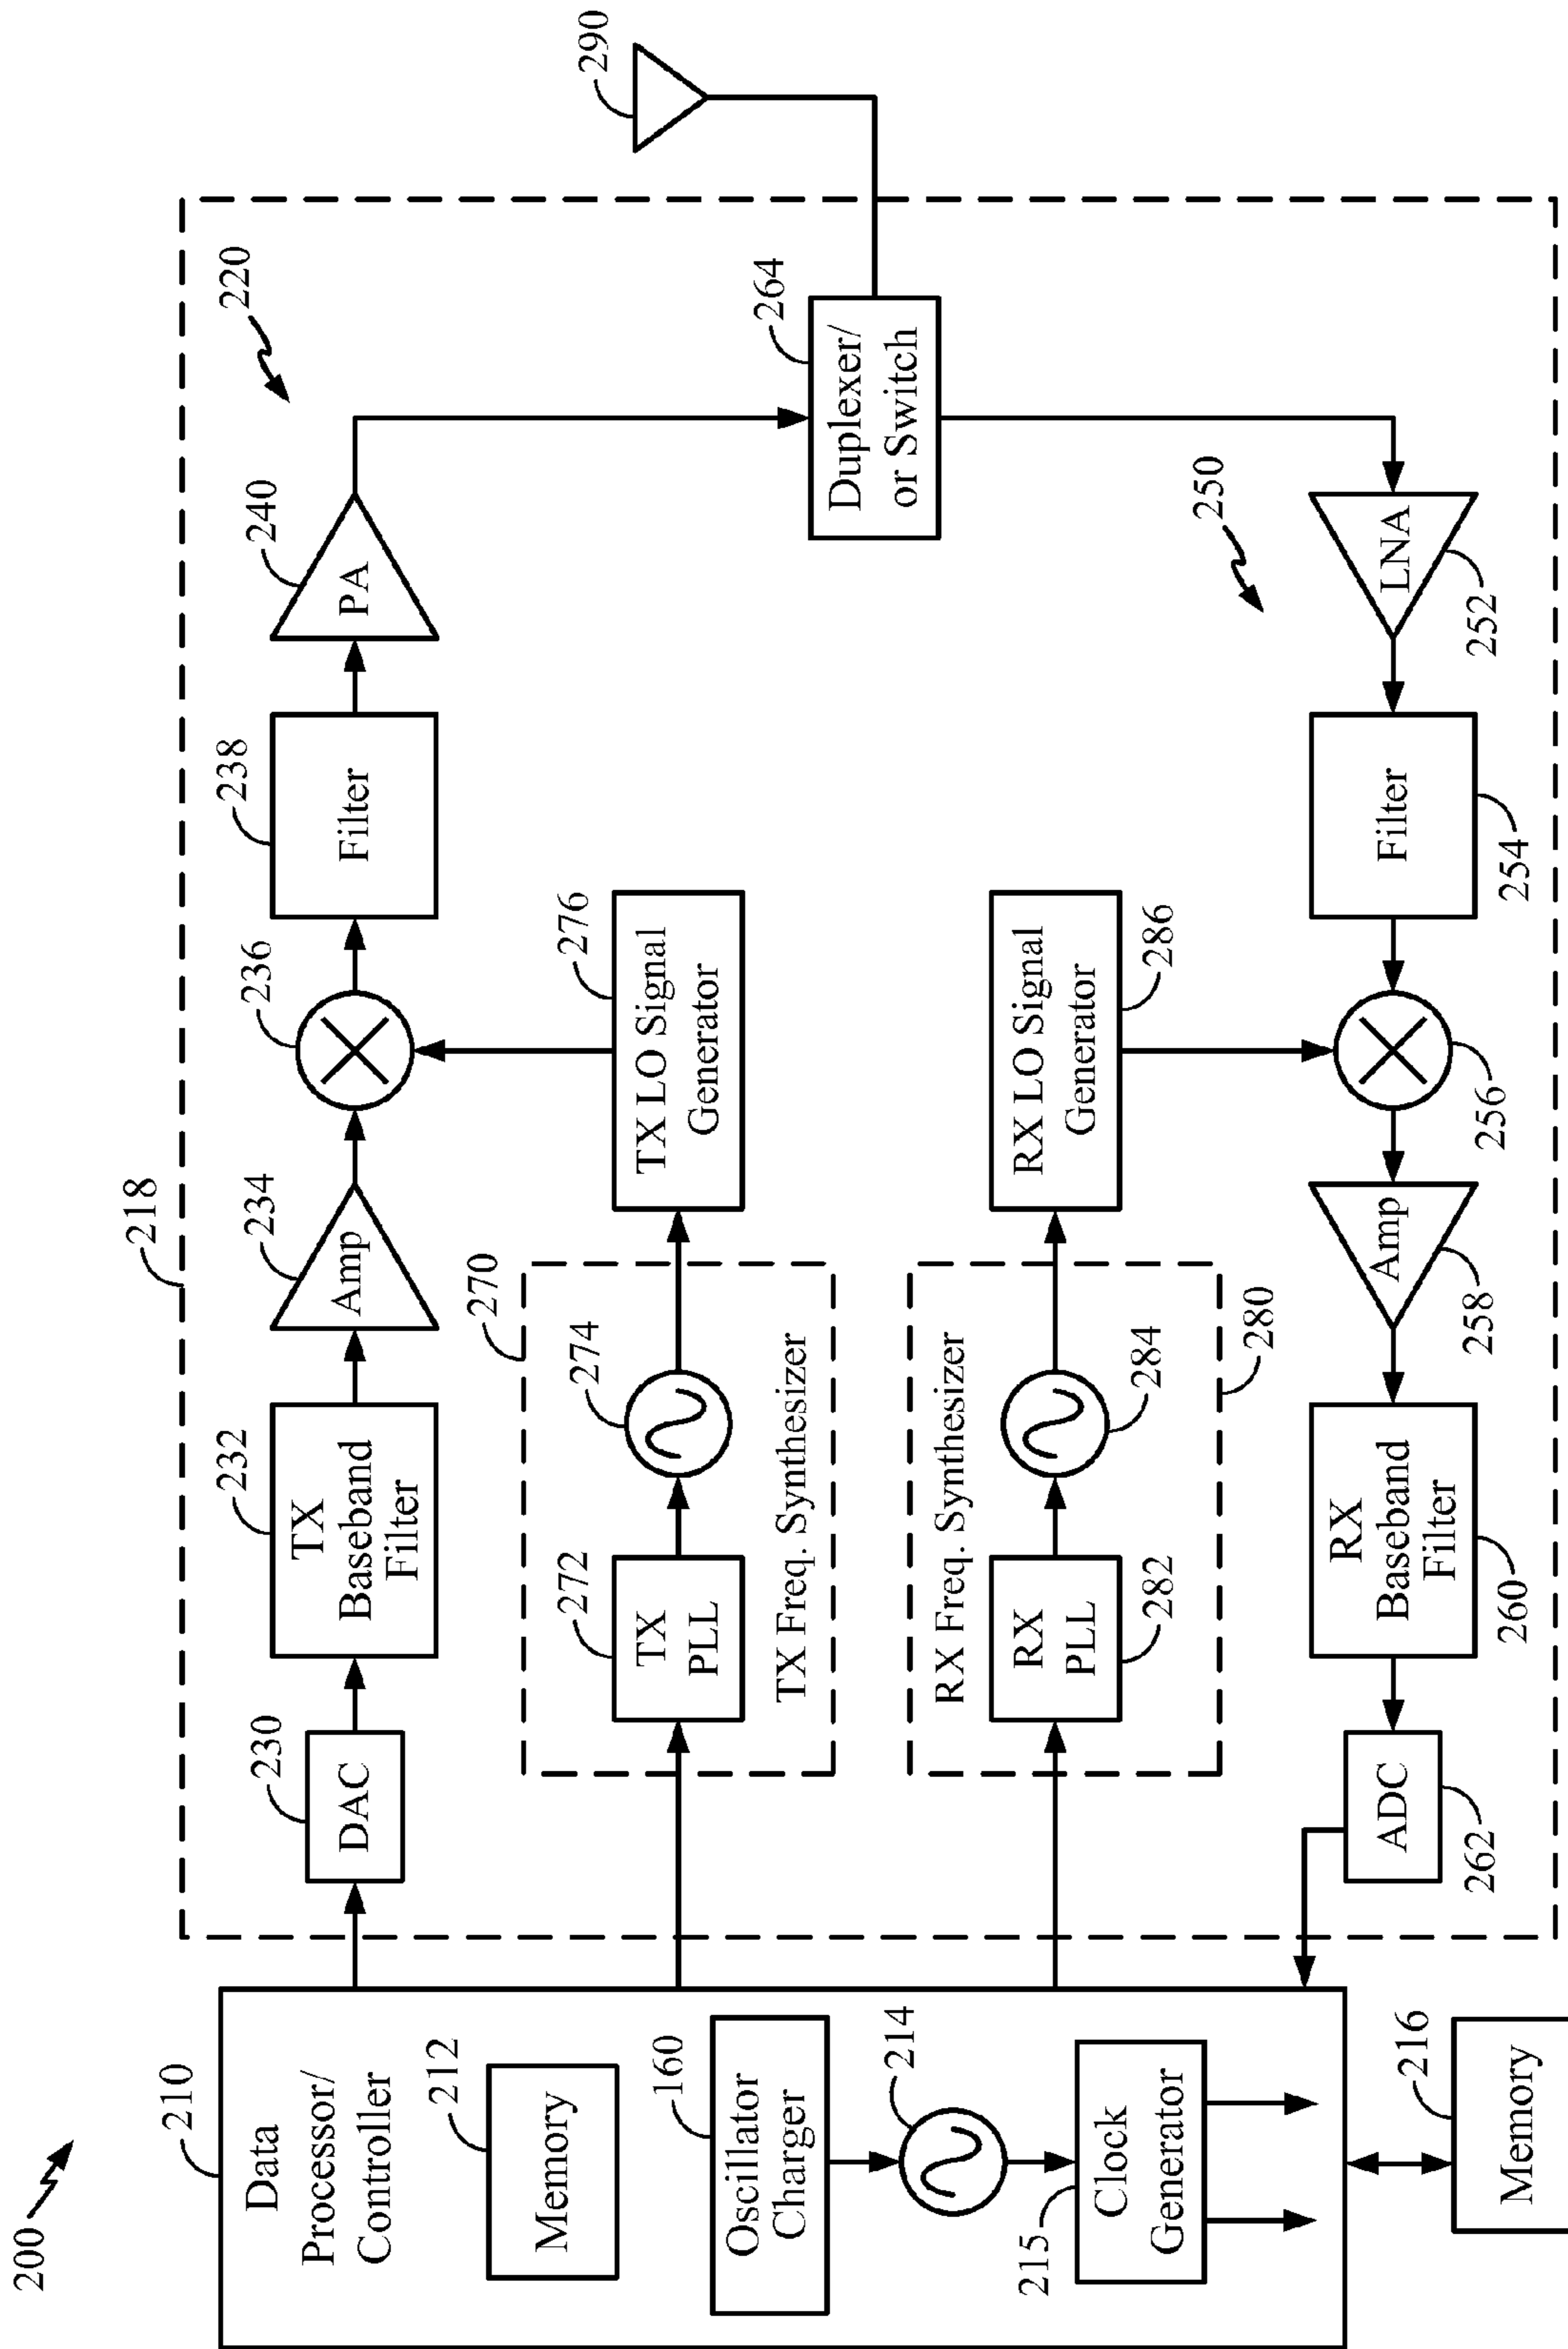 200
210
Data
Processor/
Controller
212
Memory
160
Oscillator
Charger
214
215
Clock
Generator
216
Memory
218
220
230
DAC
232
TX
Baseband
Filter
234
Amp
236
238
Filter
240
PA
270
272
TX
PLL
274
TX Freq. Synthesizer
276
TX LO Signal
Generator
264
Duplexer/
or Switch
290
RX Freq. Synthesizer
282
RX
PLL
284
280
286
RX LO Signal
Generator
250
LNA
252
Filter
254
256
Amp
258
RX
Baseband
Filter
260
ADC
262